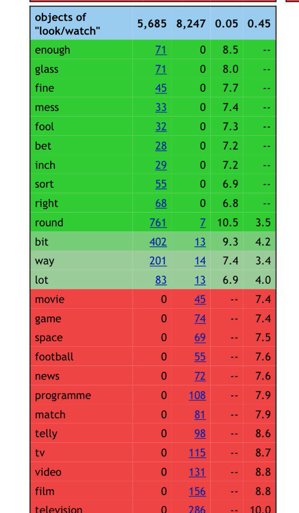 objects of "look/watch" 5,685 8,247 0.05 0.45
enough 71 0 8.5 --
glass 71 0 8.0 --
fine 45 0 7.7 --
mess 33 0 7.4 --
fool 32 0 7.3 --
bet 28 0 7.2 --
inch 29 0 7.2 --
sort 55 0 6.9 --
right 68 0 6.8 --
round 761 7 10.5 3.5
bit 402 13 9.3 4.2
way 201 14 7.4 3.4
lot 83 13 6.9 4.0
movie 0 45 -- 7.4
game 0 74 -- 7.4
space 0 69 -- 7.5
football 0 55 -- 7.6
news 0 72 -- 7.6
programme 0 108 -- 7.9
match 0 81 -- 7.9
telly 0 98 -- 8.6
tv 0 115 -- 8.7
video 0 131 -- 8.8
film 0 156 -- 8.8
television 0 286 -- 10.0